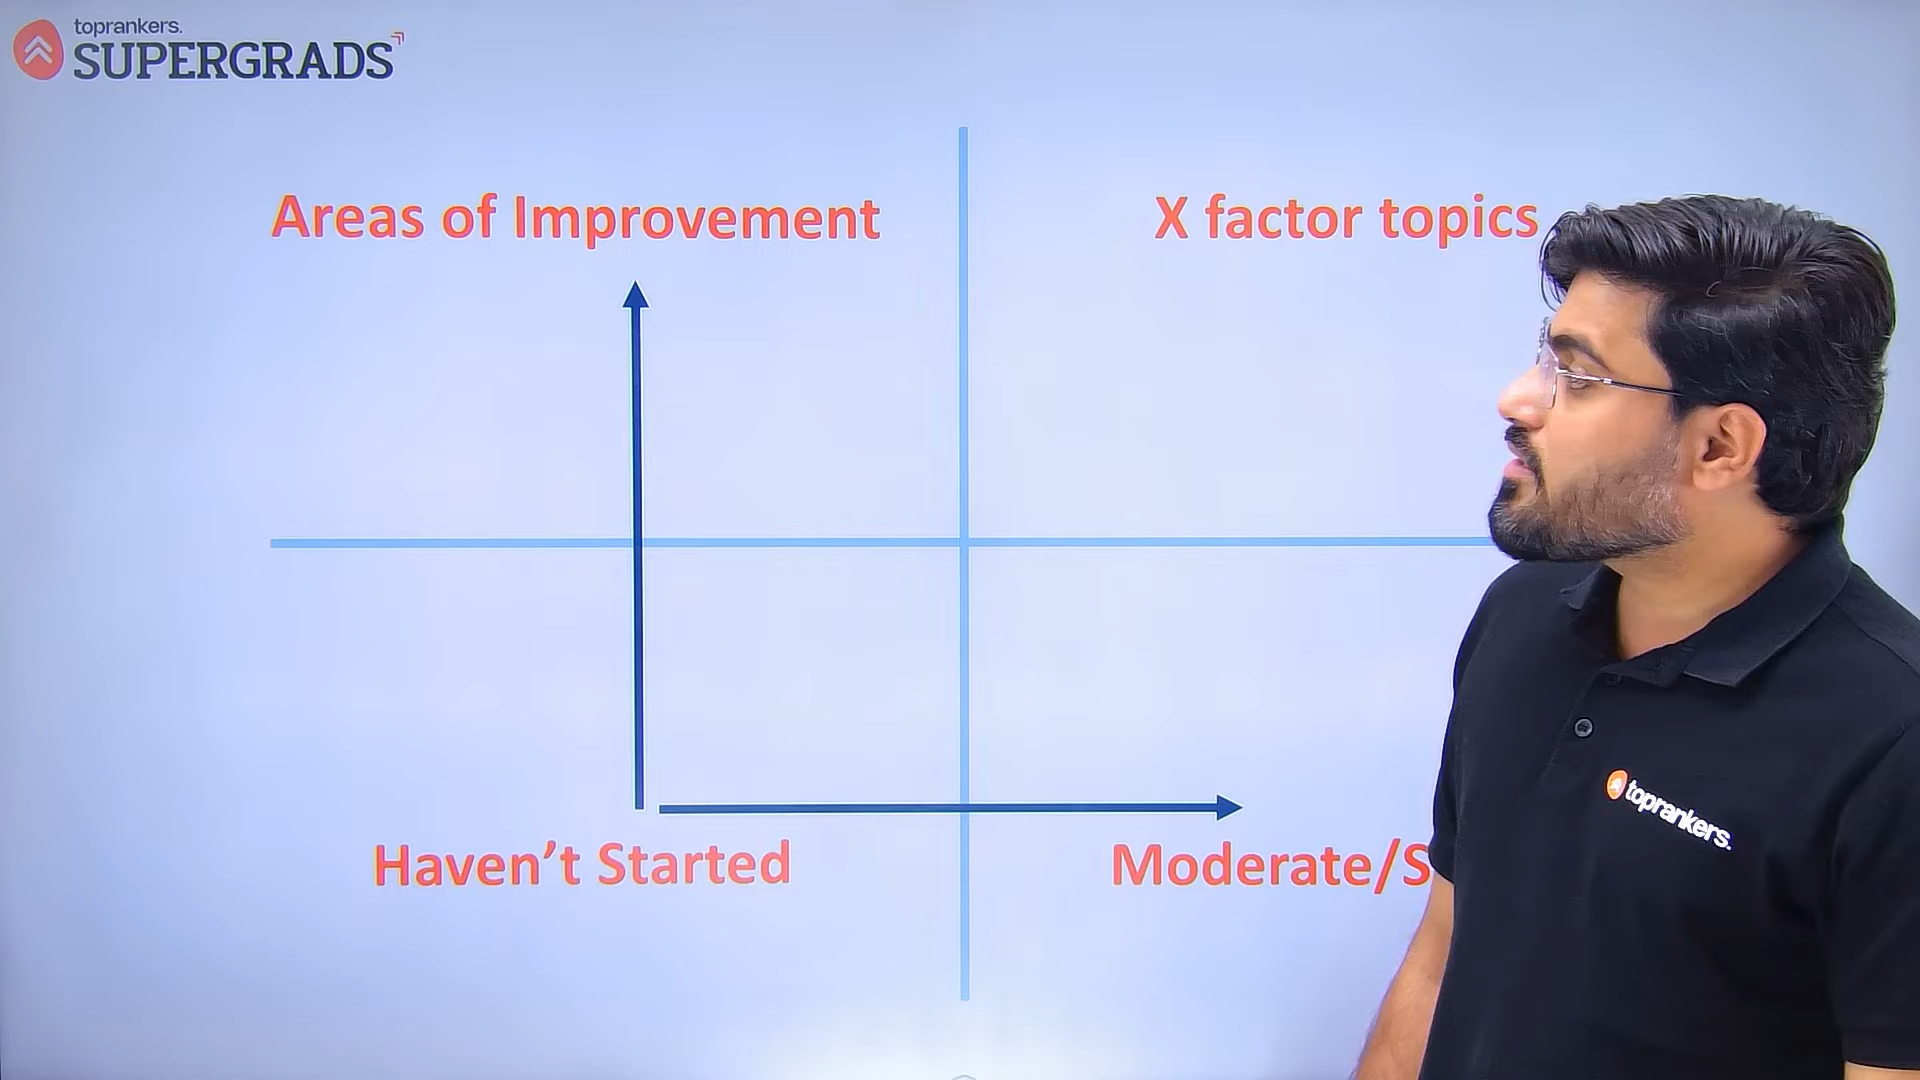 toprankers.
SUPERGRADS
Areas of Improvement
X factor topics
Haven’t Started
Moderate/S
toprankers.